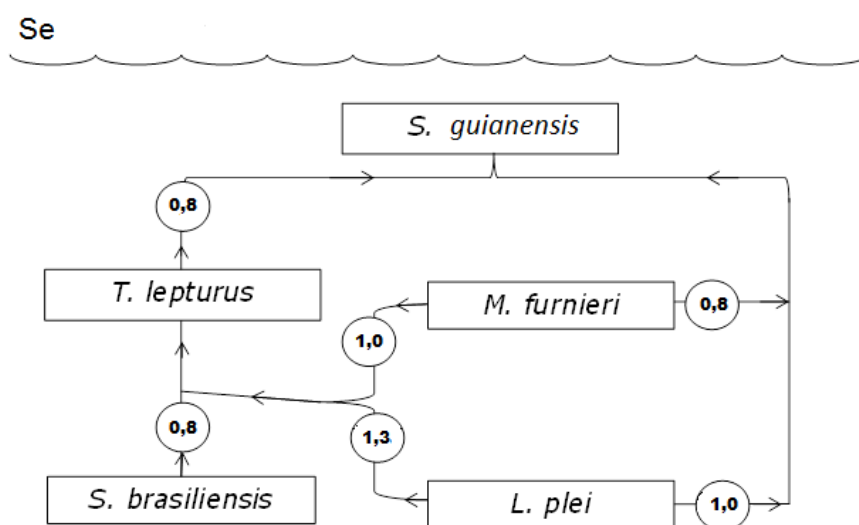 Se
S. guianensis
0,8
T. lepturus
M. furnieri
0,8
1,0
0,8
1,3
S. brasiliensis
L. plei
1,0